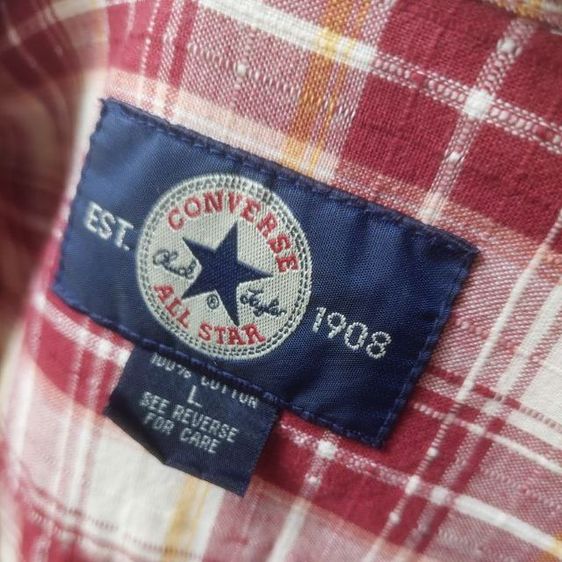 EST.
CONVERSE
Chuck Taylor
®
ALL STAR
1908
100% COTTON
L
SEE REVERSE
FOR CARE